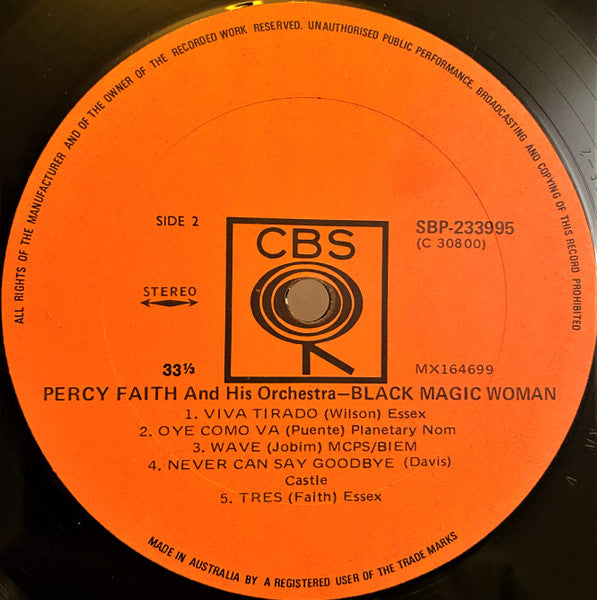 ALL RIGHTS OF THE MANUFACTURER AND OF THE OWNER OF THE RECORDED WORK RESERVED. UNAUTHORISED PUBLIC PERFORMANCE, BROADCASTING AND COPYING OF THIS RECORD PROHIBITED
SIDE 2
CBS
SBP-233995
(C 30800)
STEREO
33⅓
MX164699
PERCY FAITH And His Orchestra—BLACK MAGIC WOMAN
1. VIVA TIRADO (Wilson) Essex
2. OYE COMO VA (Puente) Planetary Nom
3. WAVE (Jobim) MCPS/BIEM
4. NEVER CAN SAY GOODBYE (Davis)
Castle
5. TRES (Faith) Essex
MADE IN AUSTRALIA BY A REGISTERED USER OF THE TRADE MARKS